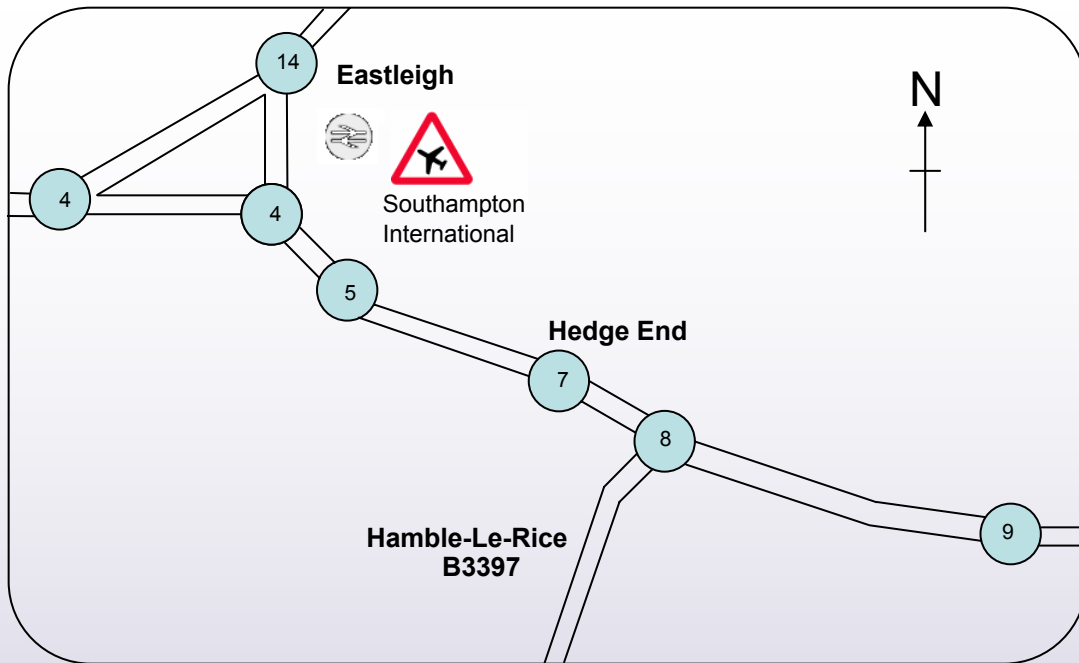 14
Eastleigh
N
4
4
Southampton
International
5
Hedge End
7
8
Hamble-Le-Rice
B3397
9